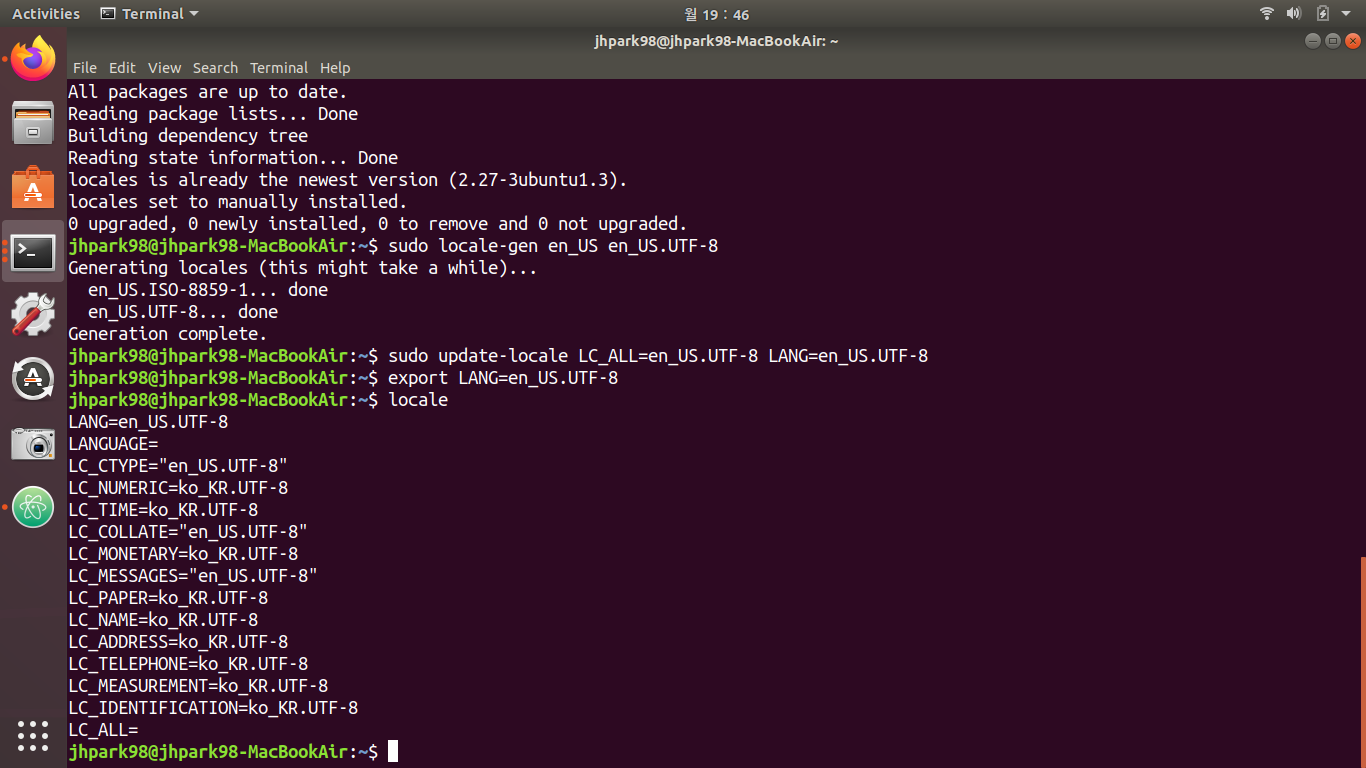 Activities
Terminal
월 19 : 46
jhpark98@jhpark98-MacBookAir: ~
File Edit View Search Terminal Help
All packages are up to date.
Reading package lists... Done
Building dependency tree
Reading state information... Done
locales is already the newest version (2.27-3ubuntu1.3).
locales set to manually installed.
0 upgraded, 0 newly installed, 0 to remove and 0 not upgraded.
jhpark98@jhpark98-MacBookAir:~$ sudo locale-gen en_US en_US.UTF-8
Generating locales (this might take a while)...
  en_US.ISO-8859-1... done
  en_US.UTF-8... done
Generation complete.
jhpark98@jhpark98-MacBookAir:~$ sudo update-locale LC_ALL=en_US.UTF-8 LANG=en_US.UTF-8
jhpark98@jhpark98-MacBookAir:~$ export LANG=en_US.UTF-8
jhpark98@jhpark98-MacBookAir:~$ locale
LANG=en_US.UTF-8
LANGUAGE=
LC_CTYPE="en_US.UTF-8"
LC_NUMERIC=ko_KR.UTF-8
LC_TIME=ko_KR.UTF-8
LC_COLLATE="en_US.UTF-8"
LC_MONETARY=ko_KR.UTF-8
LC_MESSAGES="en_US.UTF-8"
LC_PAPER=ko_KR.UTF-8
LC_NAME=ko_KR.UTF-8
LC_ADDRESS=ko_KR.UTF-8
LC_TELEPHONE=ko_KR.UTF-8
LC_MEASUREMENT=ko_KR.UTF-8
LC_IDENTIFICATION=ko_KR.UTF-8
LC_ALL=
jhpark98@jhpark98-MacBookAir:~$